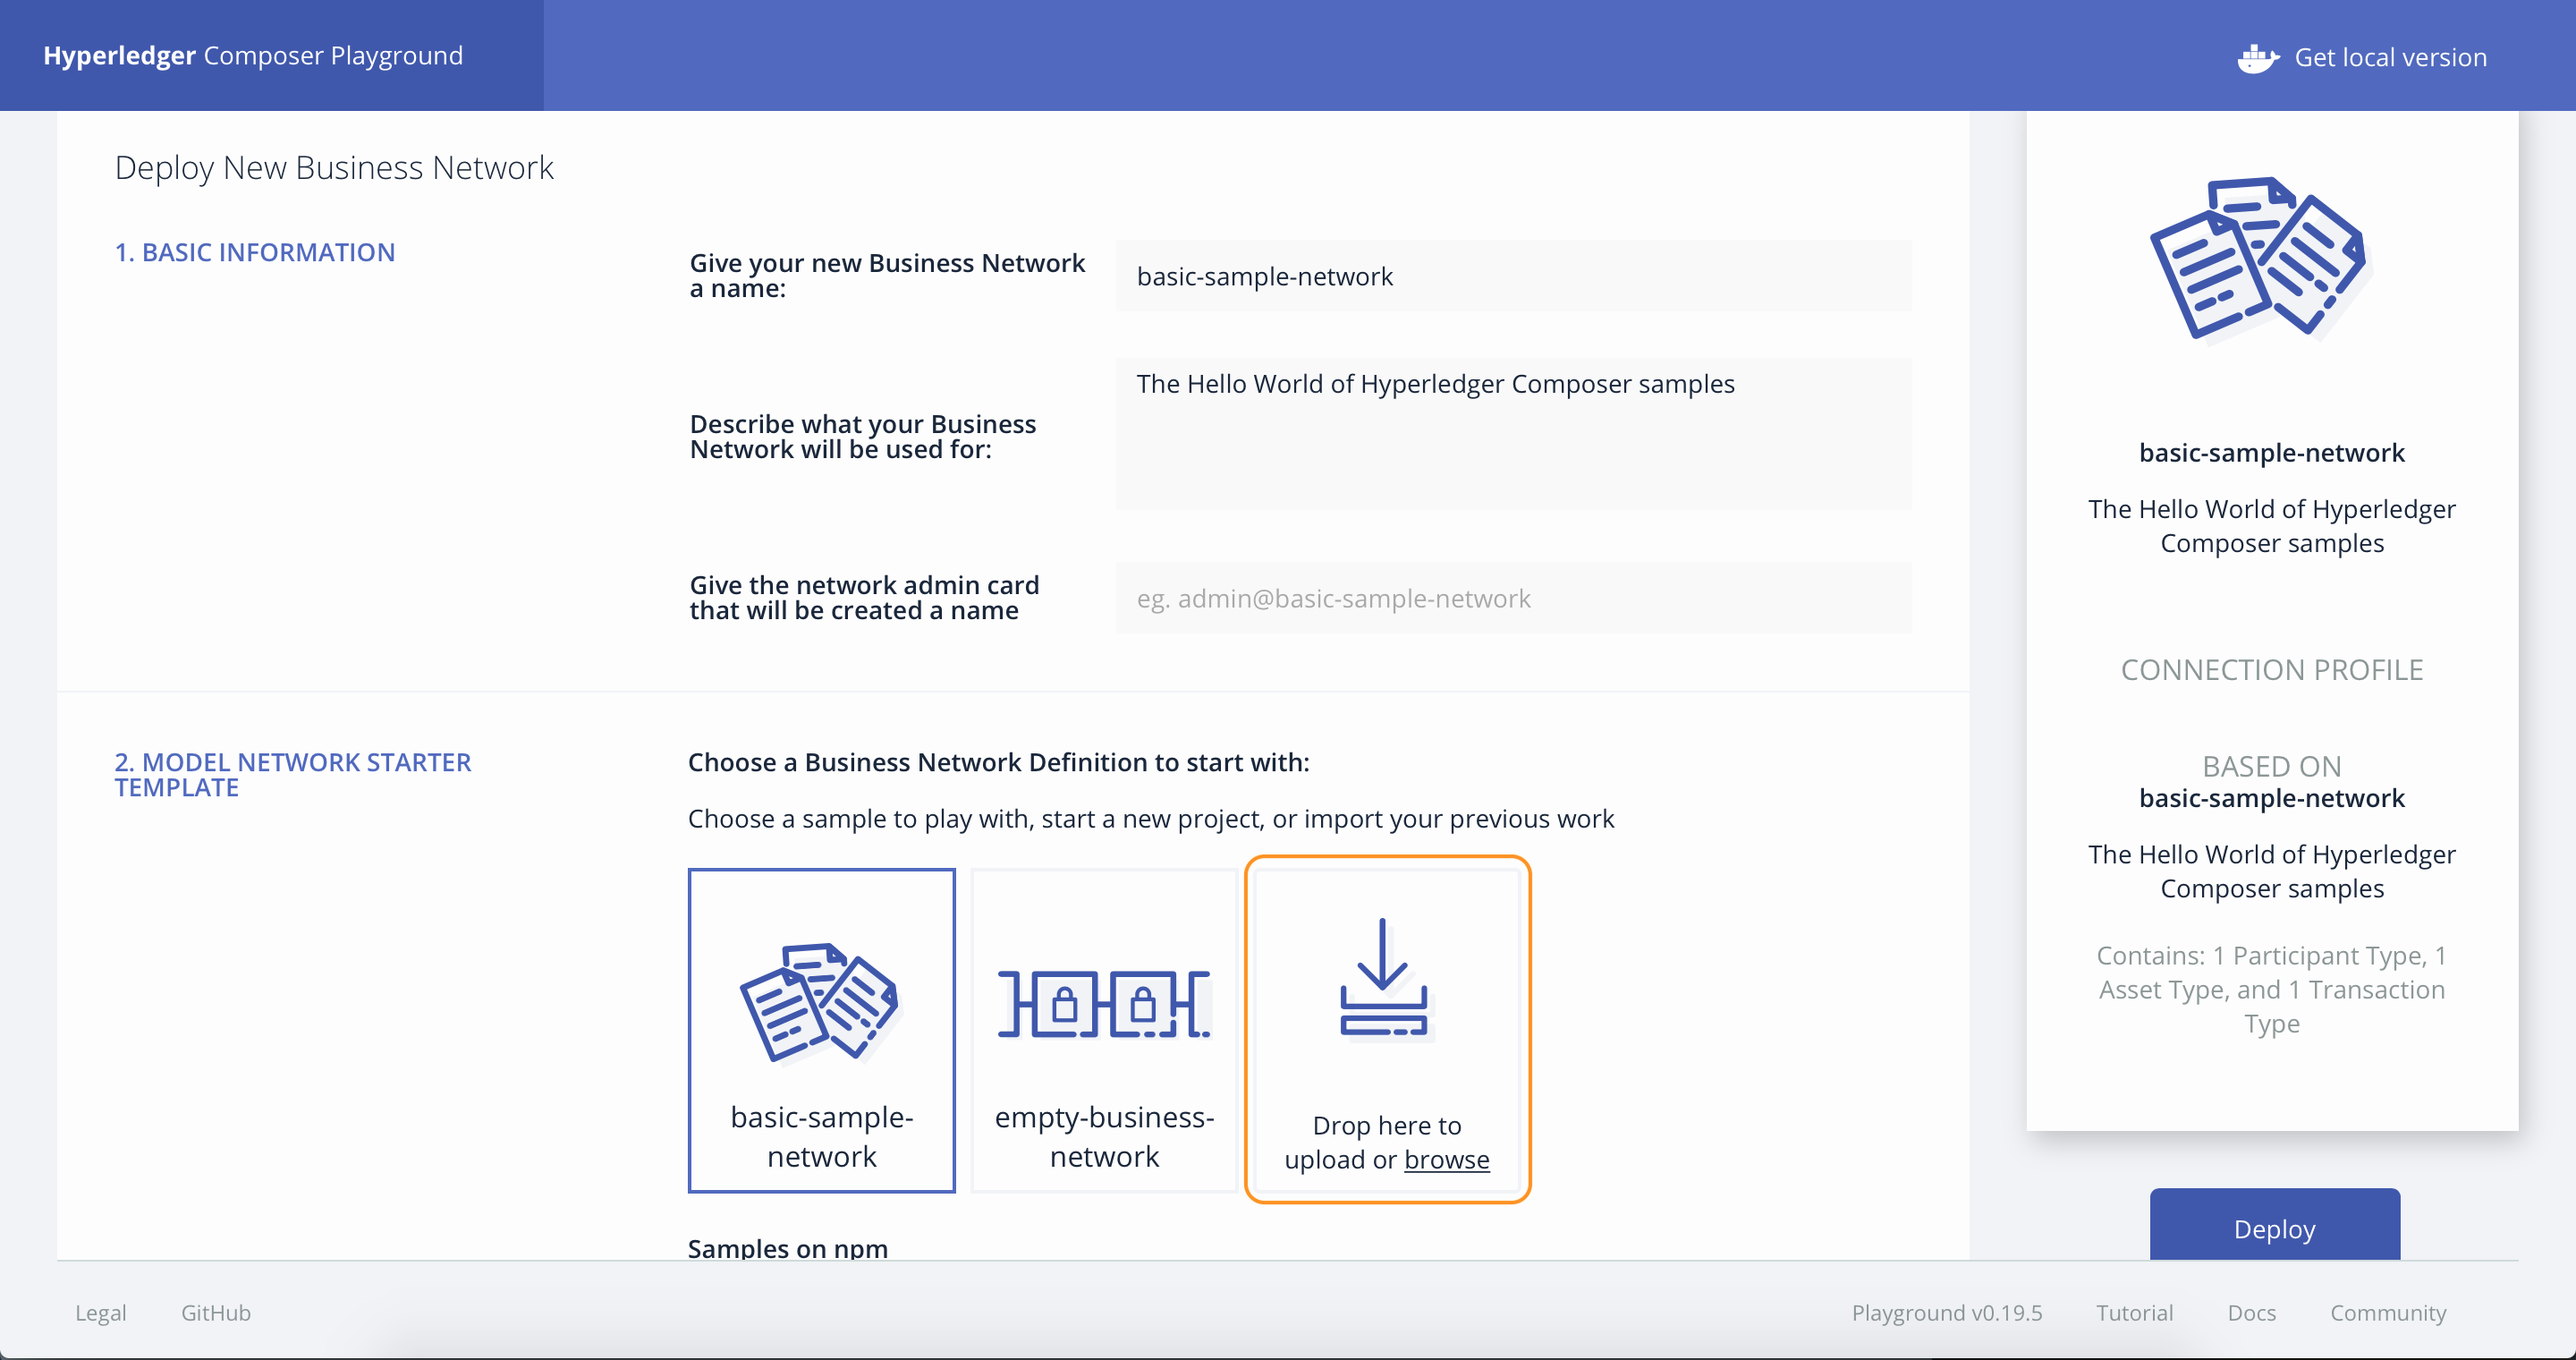 Hyperledger Composer Playground
Get local version
Deploy New Business Network
1. BASIC INFORMATION
Give your new Business Network
a name:
basic-sample-network
Describe what your Business
Network will be used for:
The Hello World of Hyperledger Composer samples
Give the network admin card
that will be created a name
eg. admin@basic-sample-network
2. MODEL NETWORK STARTER
TEMPLATE
Choose a Business Network Definition to start with:
Choose a sample to play with, start a new project, or import your previous work
basic-sample-
network
empty-business-
network
Drop here to
upload or browse
Samples on npm
basic-sample-network
The Hello World of Hyperledger
Composer samples
CONNECTION PROFILE
BASED ON
basic-sample-network
The Hello World of Hyperledger
Composer samples
Contains: 1 Participant Type, 1
Asset Type, and 1 Transaction
Type
Deploy
Legal
GitHub
Playground v0.19.5
Tutorial
Docs
Community